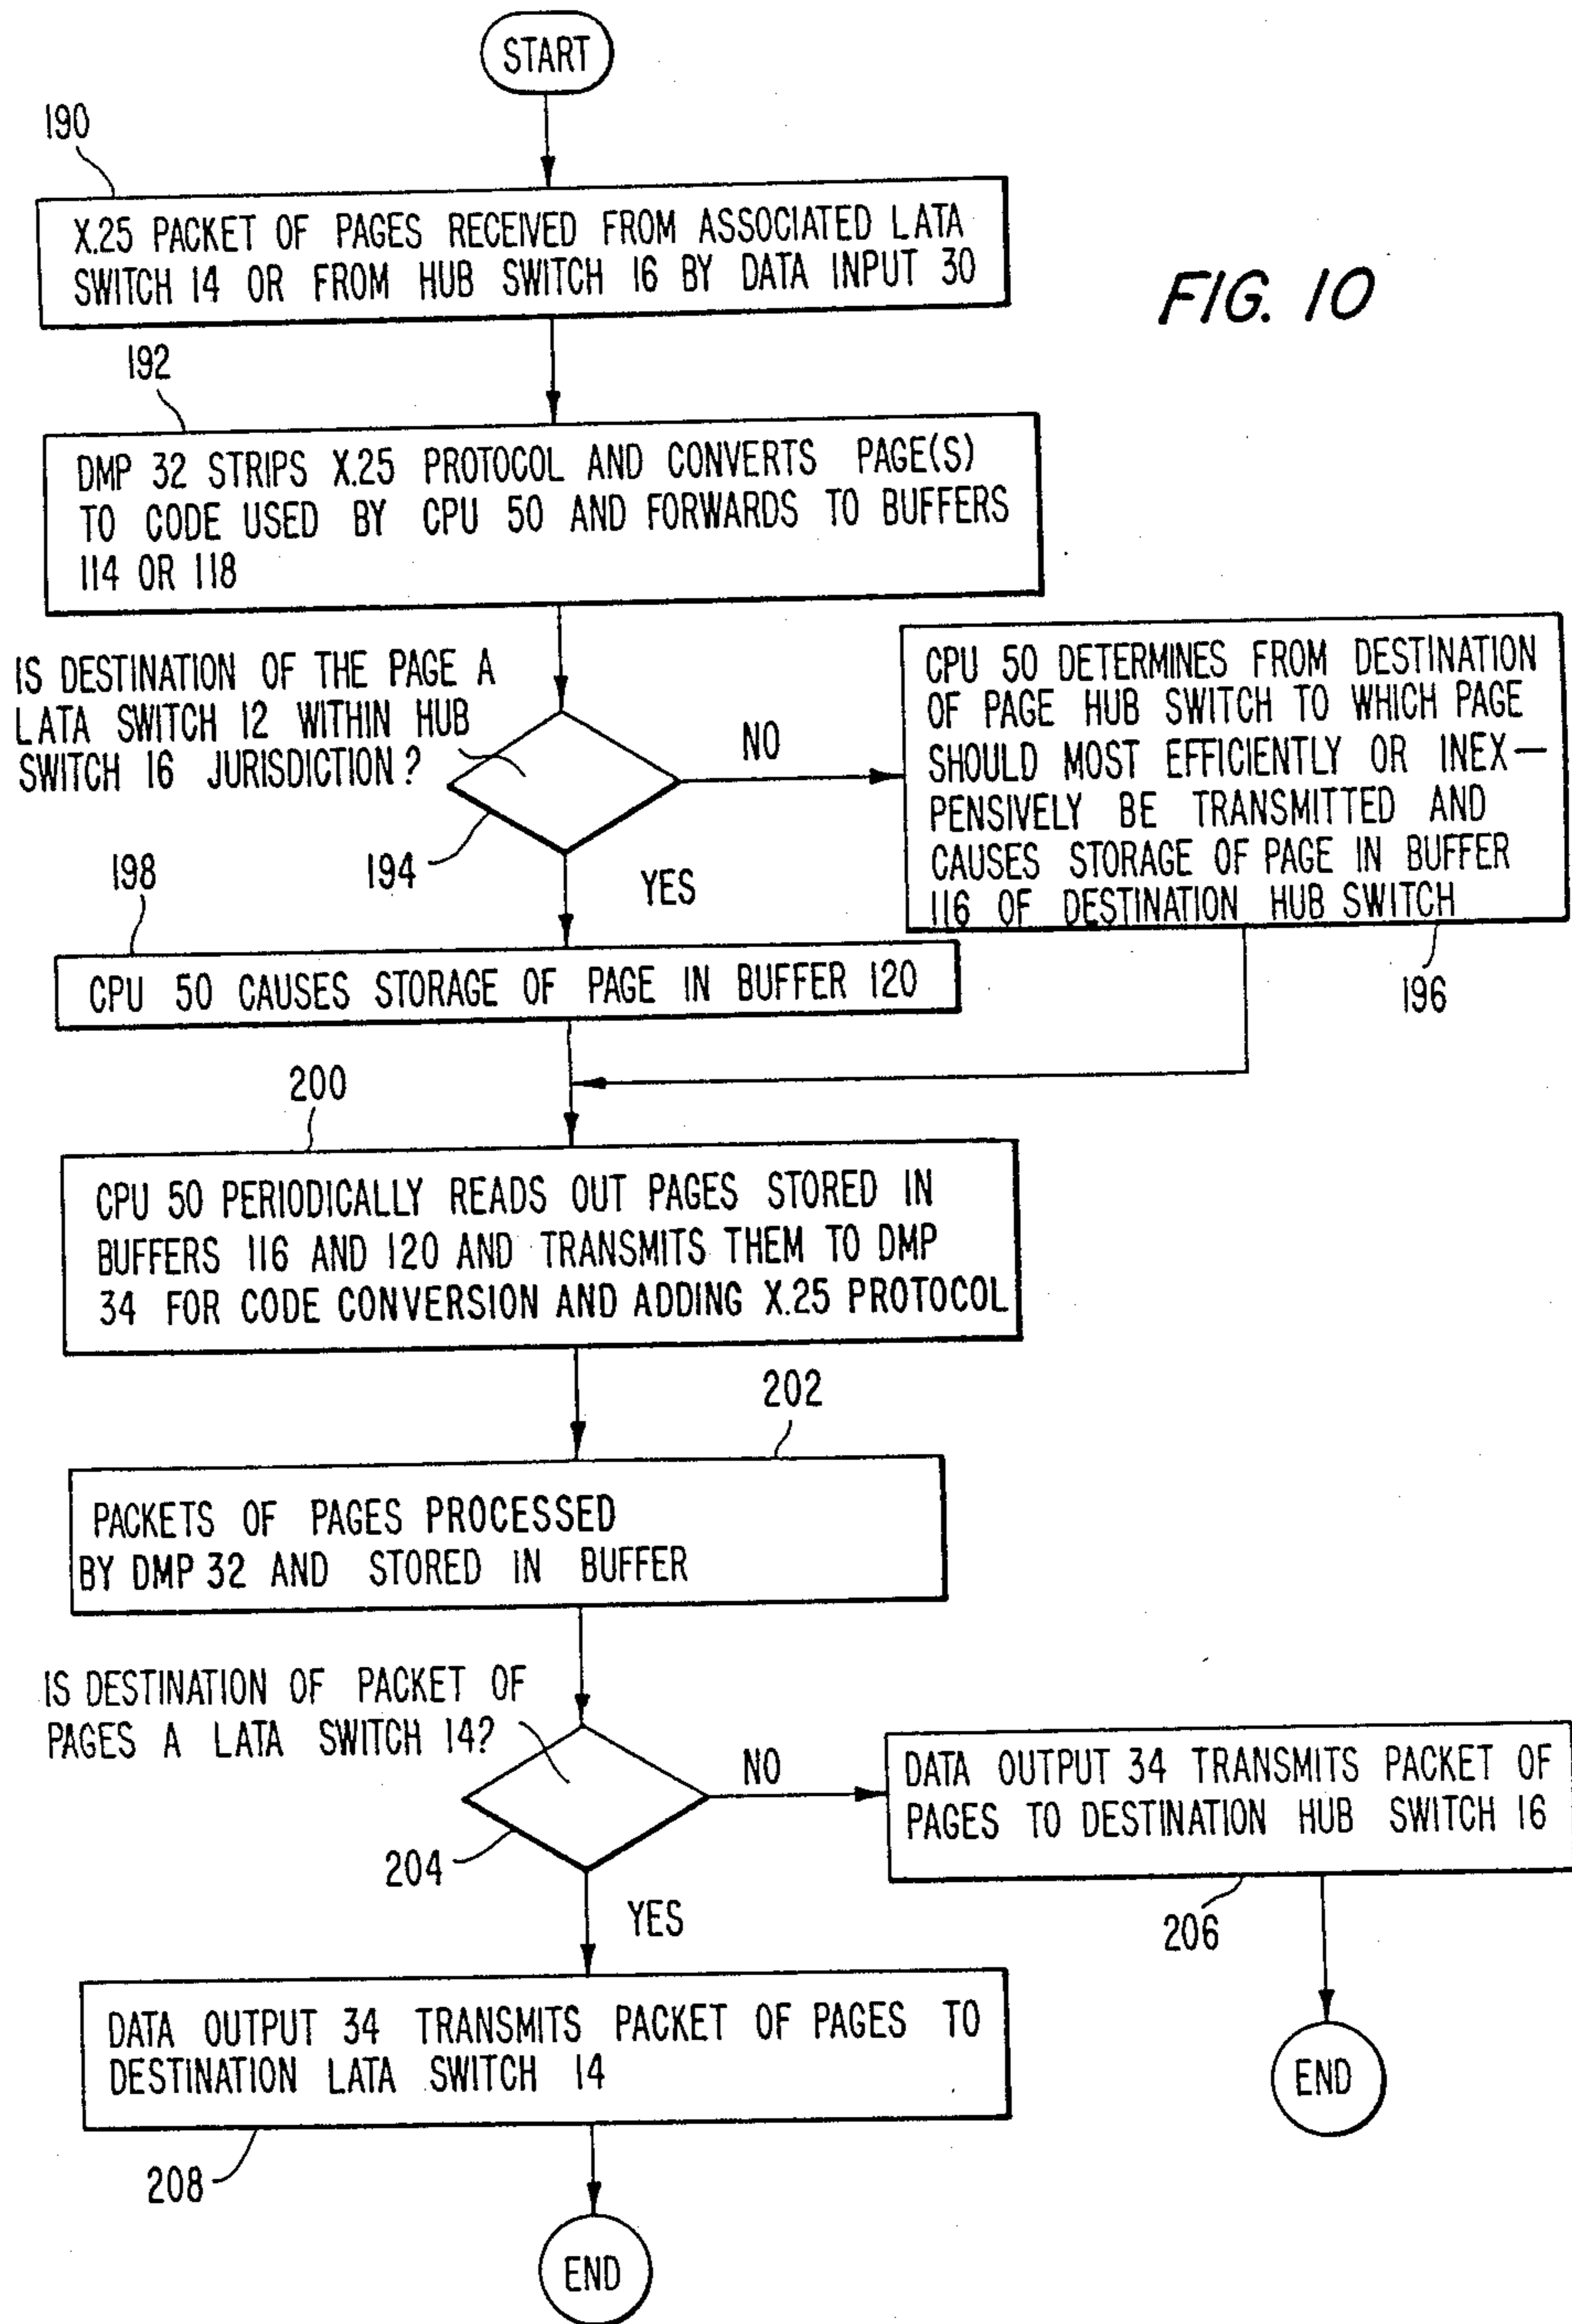 START
190
X.25 PACKET OF PAGES RECEIVED FROM ASSOCIATED LATA
SWITCH 14 OR FROM HUB SWITCH 16 BY DATA INPUT 30
FIG. 10
192
DMP 32 STRIPS X.25 PROTOCOL AND CONVERTS PAGE(S)
TO CODE USED BY CPU 50 AND FORWARDS TO BUFFERS
114 OR 118
IS DESTINATION OF THE PAGE A
LATA SWITCH 12 WITHIN HUB
SWITCH 16 JURISDICTION?
194
NO
YES
CPU 50 DETERMINES FROM DESTINATION
OF PAGE HUB SWITCH TO WHICH PAGE
SHOULD MOST EFFICIENTLY OR INEX—
PENSIVELY BE TRANSMITTED AND
CAUSES STORAGE OF PAGE IN BUFFER
116 OF DESTINATION HUB SWITCH
196
198
CPU 50 CAUSES STORAGE OF PAGE IN BUFFER 120
200
CPU 50 PERIODICALLY READS OUT PAGES STORED IN
BUFFERS 116 AND 120 AND TRANSMITS THEM TO DMP
34 FOR CODE CONVERSION AND ADDING X.25 PROTOCOL
202
PACKETS OF PAGES PROCESSED
BY DMP 32 AND STORED IN BUFFER
IS DESTINATION OF PACKET OF
PAGES A LATA SWITCH 14?
204
NO
YES
DATA OUTPUT 34 TRANSMITS PACKET OF
PAGES TO DESTINATION HUB SWITCH 16
206
END
DATA OUTPUT 34 TRANSMITS PACKET OF PAGES TO
DESTINATION LATA SWITCH 14
208
END